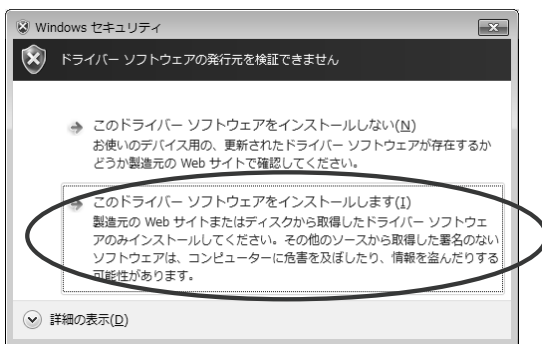 Windows セキュリティ
ドライバー ソフトウェアの発行元を検証できません
このドライバー ソフトウェアをインストールしない(N)
お使いのデバイス用の、更新されたドライバー ソフトウェアが存在するか
どうか製造元の Web サイトで確認してください。
このドライバー ソフトウェアをインストールします(I)
製造元の Web サイトまたはディスクから取得したドライバー ソフトウェ
アのみインストールしてください。その他のソースから取得した署名のない
ソフトウェアは、コンピューターに危害を及ぼしたり、情報を盗んだりする
可能性があります。
詳細の表示(D)